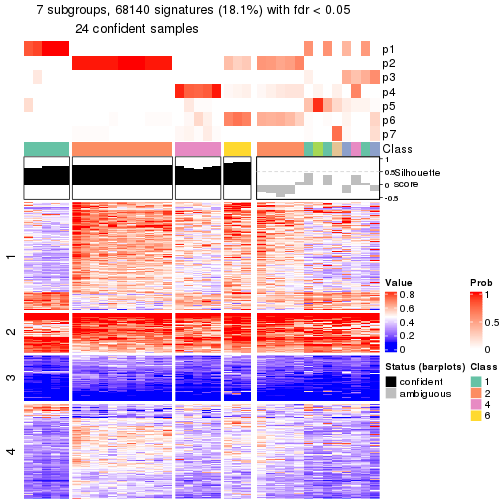 7 subgroups, 68140 signatures (18.1%) with fdr < 0.05
24 confident samples
p1
p2
p3
p4
p5
p6
p7
Class
1
0.5
0
-0.5
Silhouette
score
1
2
3
4
Value
0.8
0.6
0.4
0.2
0
Prob
1
0.5
0
Status (barplots)
confident
ambiguous
Class
1
2
4
6